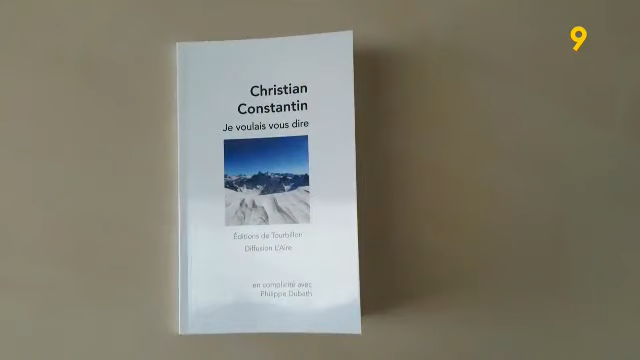 9
Christian
Constantin
Je voulais vous dire
Éditions de Tourbillon
Diffusion L'Aire
en complicité avec
Philippe Dubath